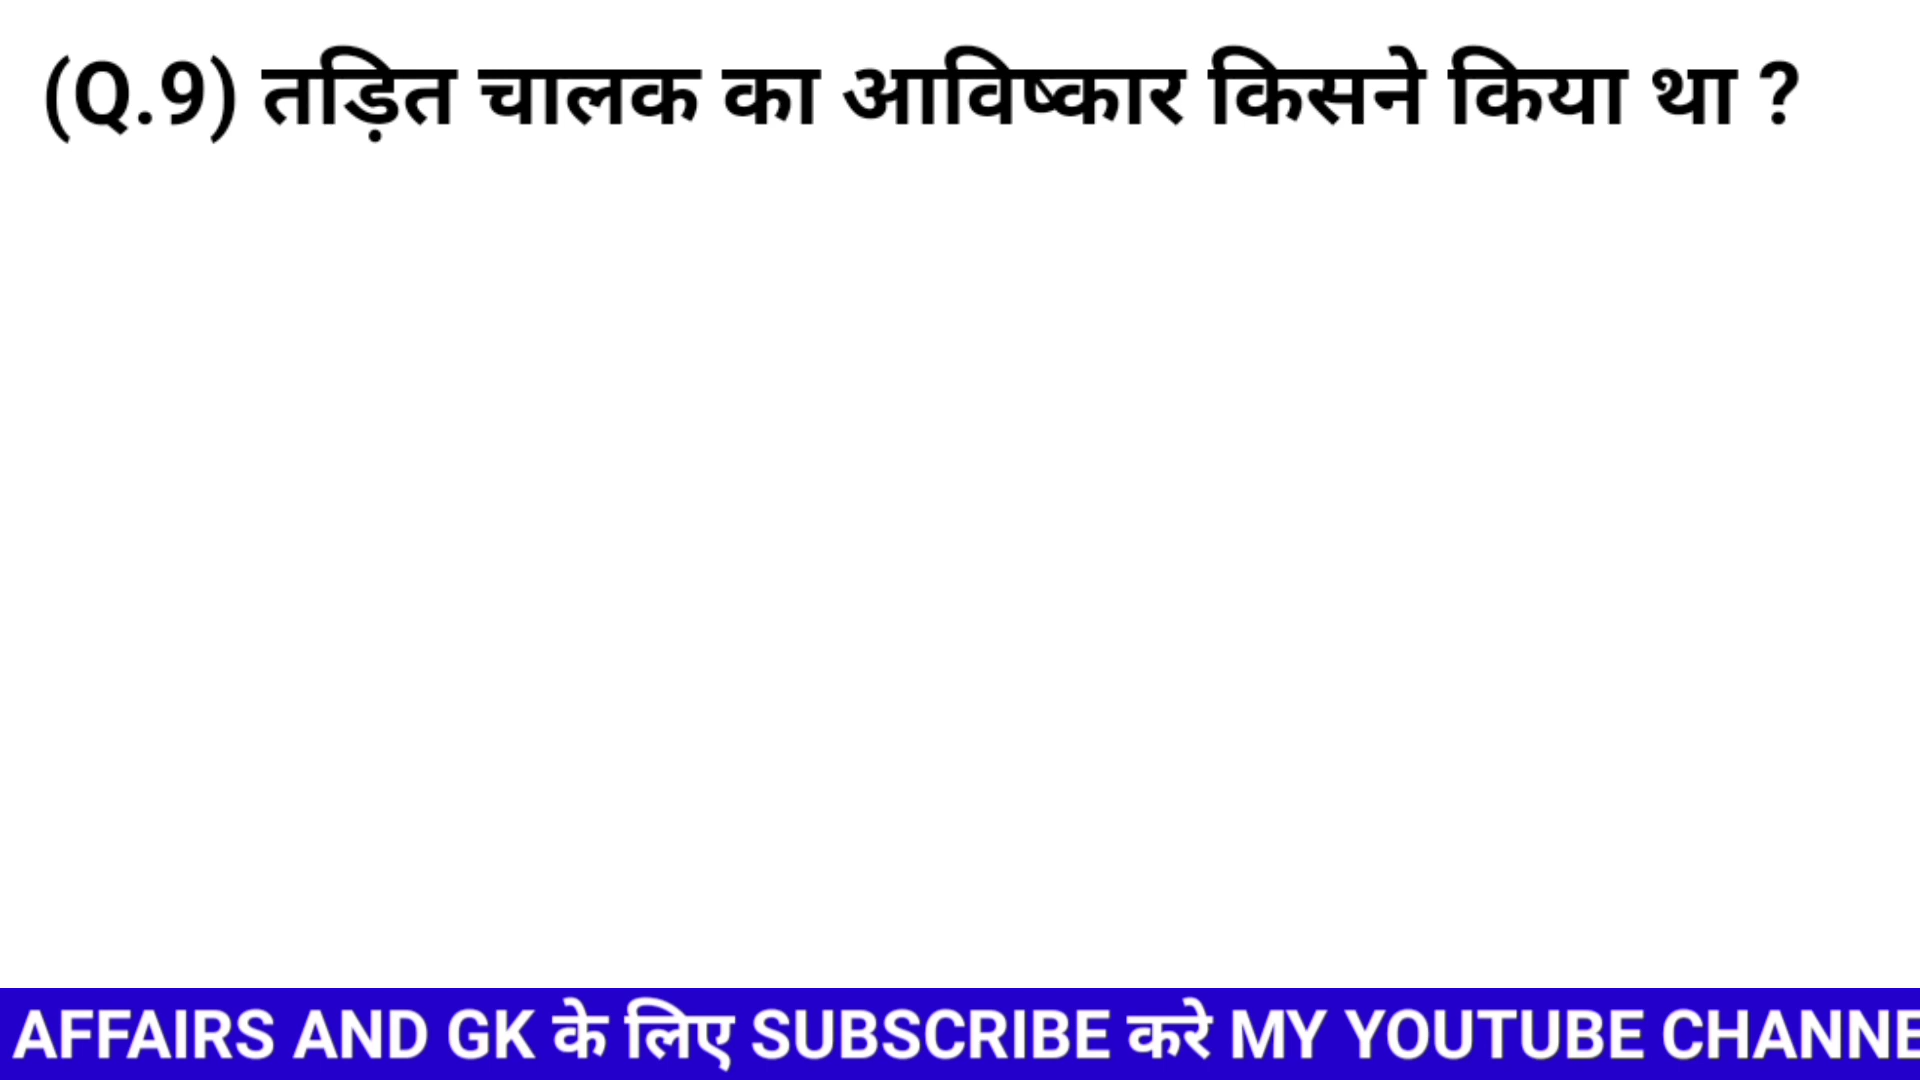 (Q.9) तड़ित चालक का आविष्कार किसने किया था ?
AFFAIRS AND GK के लिए SUBSCRIBE करे MY YOUTUBE CHANNE